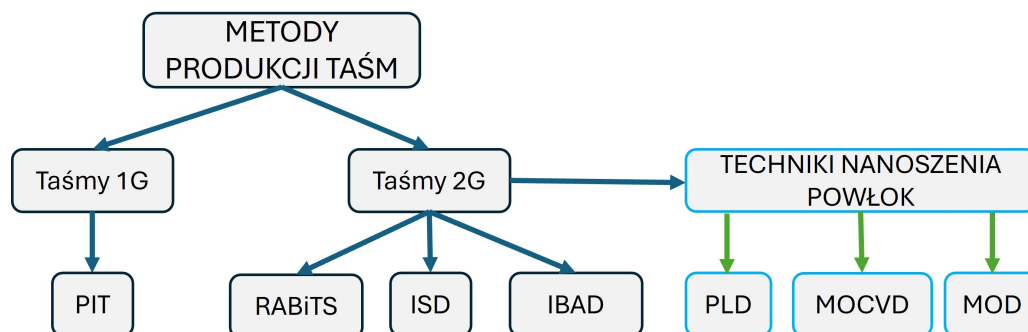 METODY
PRODUKCJI TAŚM
Taśmy 1G
Taśmy 2G
TECHNIKI NANOSZENIA
POWŁOK
PIT
RABiTS
ISD
IBAD
PLD
MOCVD
MOD